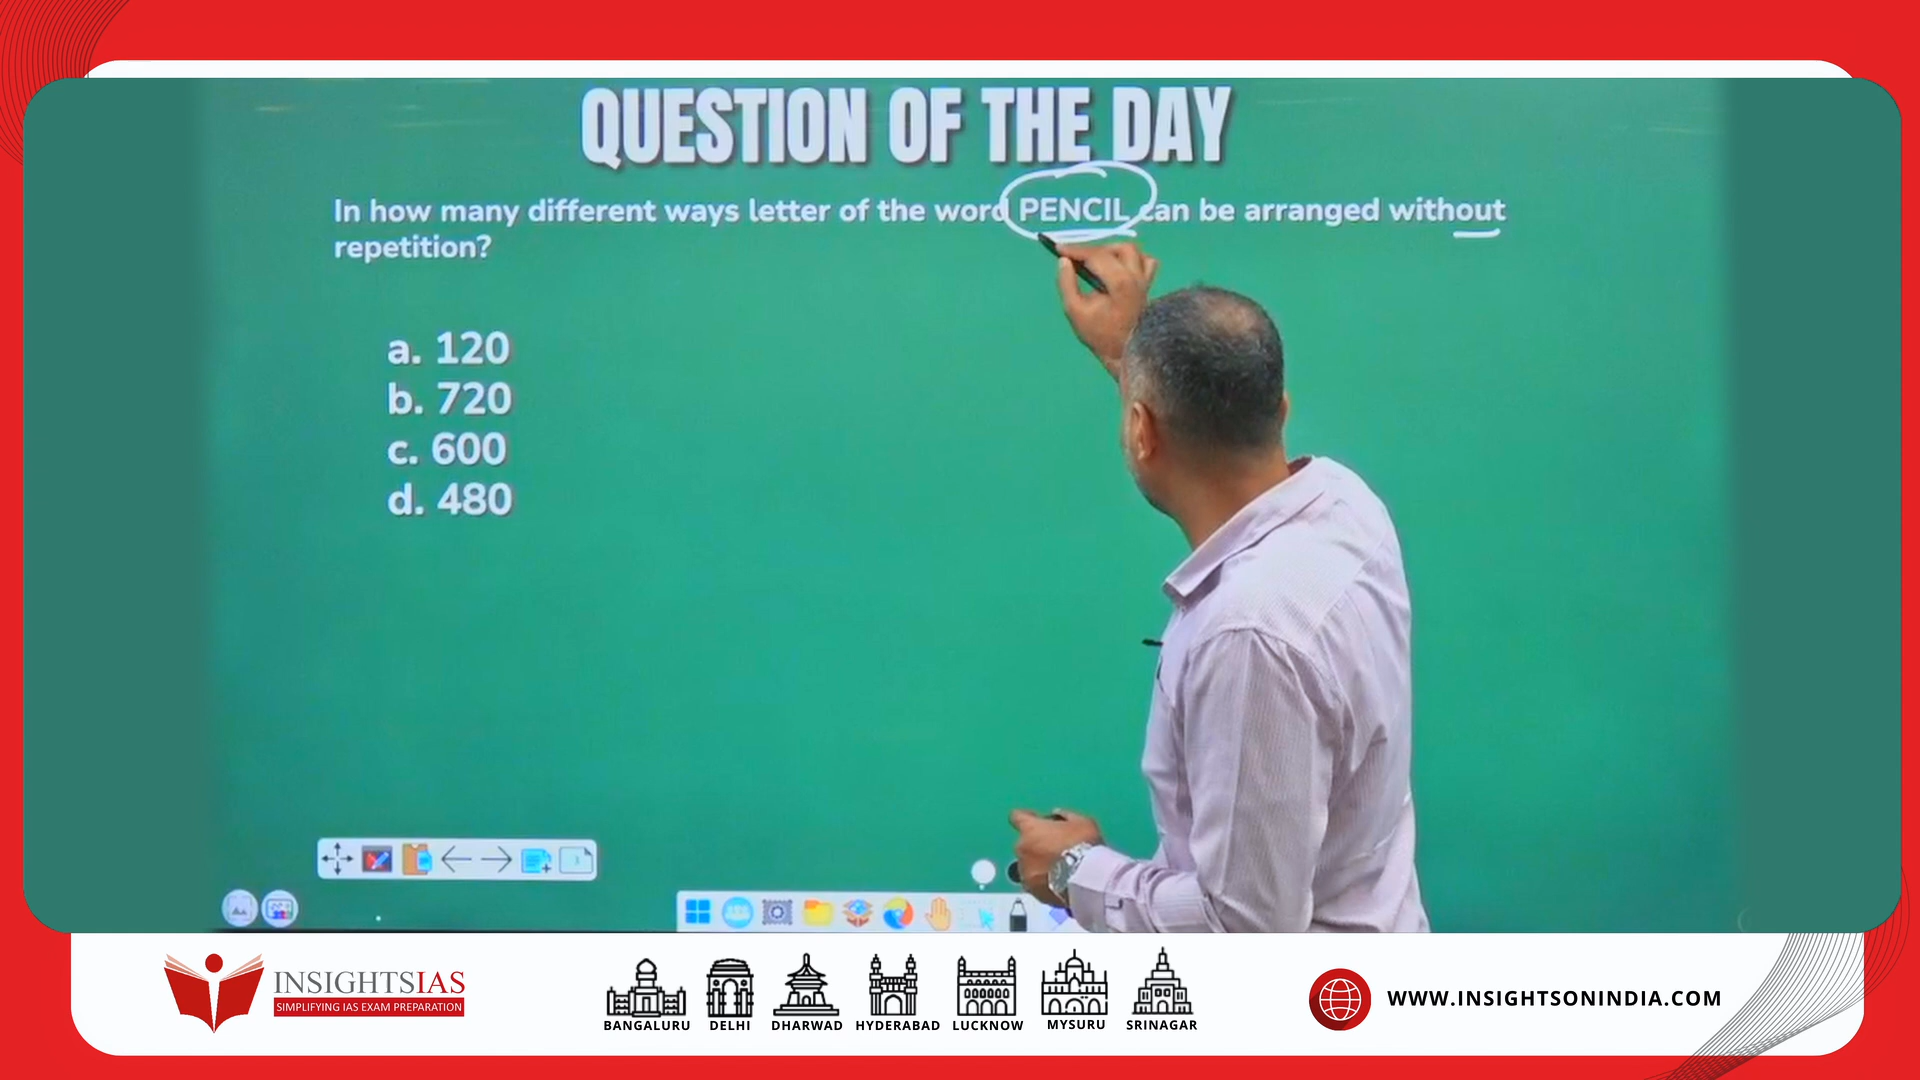 QUESTION OF THE DAY
In how many different ways letter of the word PENCIL can be arranged without
repetition?
a. 120
b. 720
c. 600
d. 480
INSIGHTSIAS
SIMPLIFYING IAS EXAM PREPARATION
BANGALURU DELHI DHARWAD HYDERABAD LUCKNOW MYSURU SRINAGAR
WWW.INSIGHTSONINDIA.COM